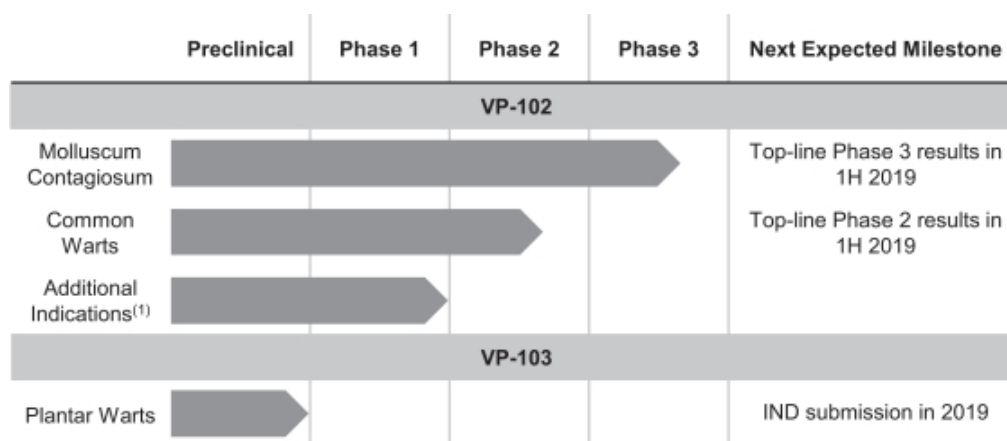 Preclinical Phase 1 Phase 2 Phase 3 Next Expected Milestone
VP-102
Molluscum
Contagiosum
Top-line Phase 3 results in
1H 2019
Common
Warts
Top-line Phase 2 results in
1H 2019
Additional
Indications(1)
VP-103
Plantar Warts
IND submission in 2019